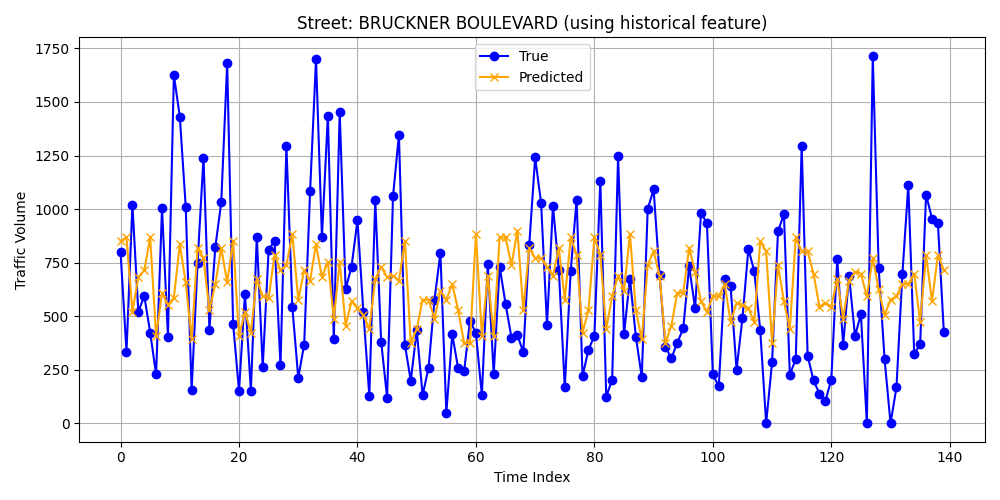 Street: BRUCKNER BOULEVARD (using historical feature)
True
Predicted
Traffic Volume
1750
1500
1250
1000
750
500
250
0
0 20 40 60 80 100 120 140
Time Index